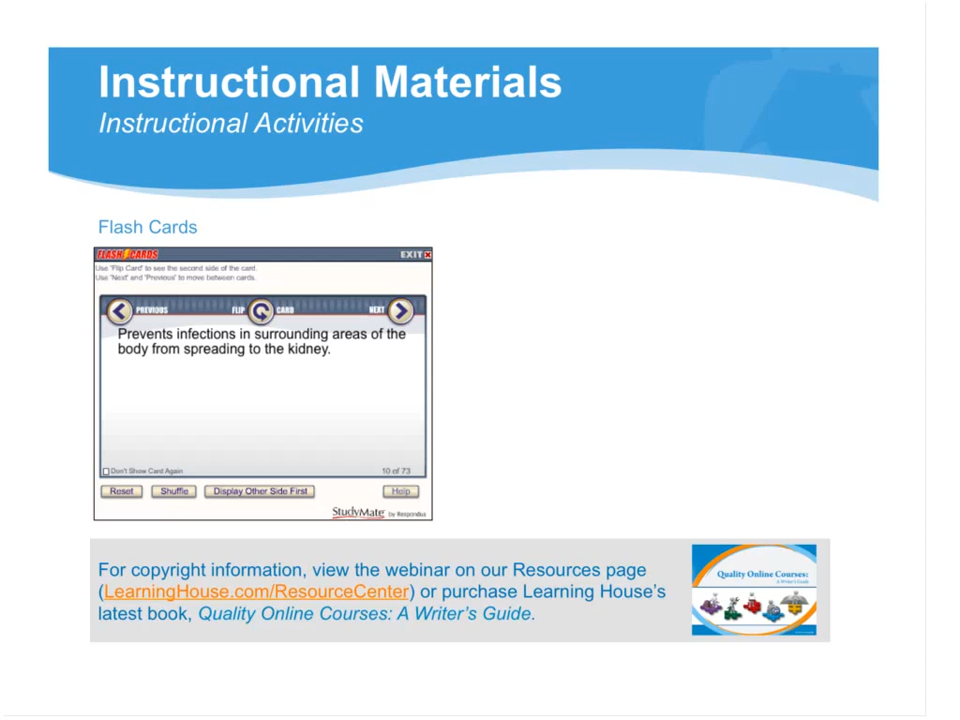 Instructional Materials
Instructional Activities
Flash Cards
FLASH CARDS EXIT
Use 'Flip Card' to see the second side of the card.
Use 'Next' and 'Previous' to move between cards.
PREVIOUS FLIP CARD NEXT
Prevents infections in surrounding areas of the
body from spreading to the kidney.
Don't Show Card Again 10 of 73
Reset Shuffle Display Other Side First Help
StudyMate by Respondus
For copyright information, view the webinar on our Resources page
(LearningHouse.com/ResourceCenter) or purchase Learning House's
latest book, Quality Online Courses: A Writer's Guide.
Quality Online Courses:
A Writer's Guide